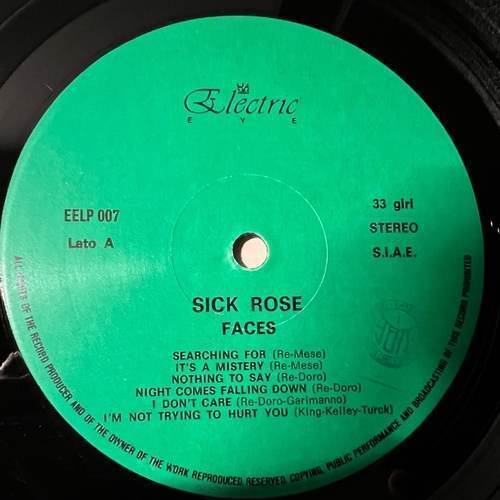 Electric
EYE
EELP 007
Lato A
33 giri
STEREO
S.I.A.E.
SICK ROSE
FACES
SEARCHING FOR (Re-Mese)
IT'S A MISTERY (Re-Mese)
NOTHING TO SAY (Re-Doro)
NIGHT COMES FALLING DOWN (Re-Doro)
I DON'T CARE (Re-Doro-Garimanno)
I'M NOT TRYING TO HURT YOU (King-Kelley-Turck)
ALL RIGHTS OF THE RECORD PRODUCER AND OF THE OWNER OF THE WORK REPRODUCED RESERVED. COPYING, PUBLIC PERFORMANCE AND BROADCASTING OF THIS RECORD PROHIBITED